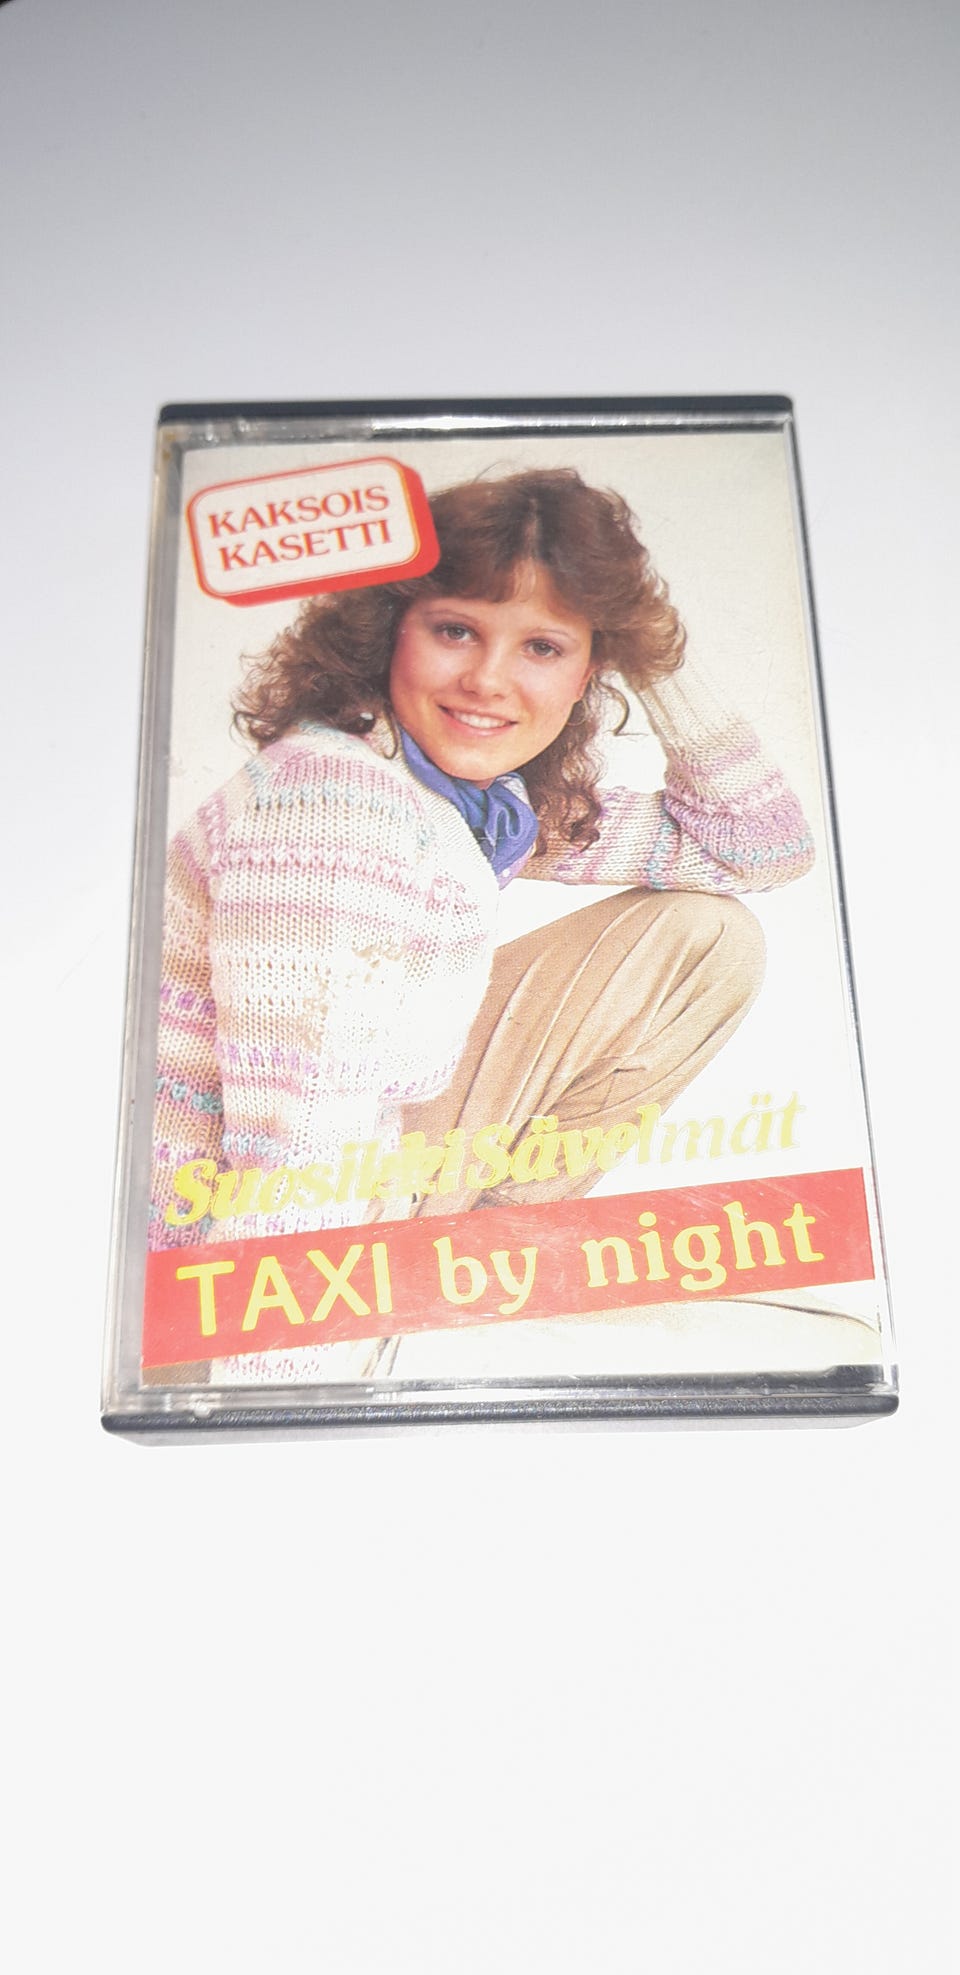 KAKSOIS
KASETTI
SuosikkiSävelmät
TAXI by night